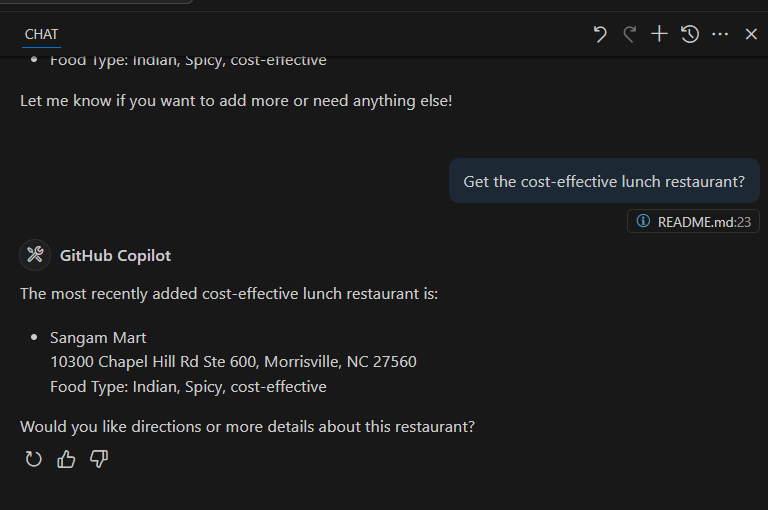 CHAT
Food Type: Indian, Spicy, cost-effective
Let me know if you want to add more or need anything else!
Get the cost-effective lunch restaurant?
README.md:23
GitHub Copilot
The most recently added cost-effective lunch restaurant is:
Sangam Mart
10300 Chapel Hill Rd Ste 600, Morrisville, NC 27560
Food Type: Indian, Spicy, cost-effective
Would you like directions or more details about this restaurant?